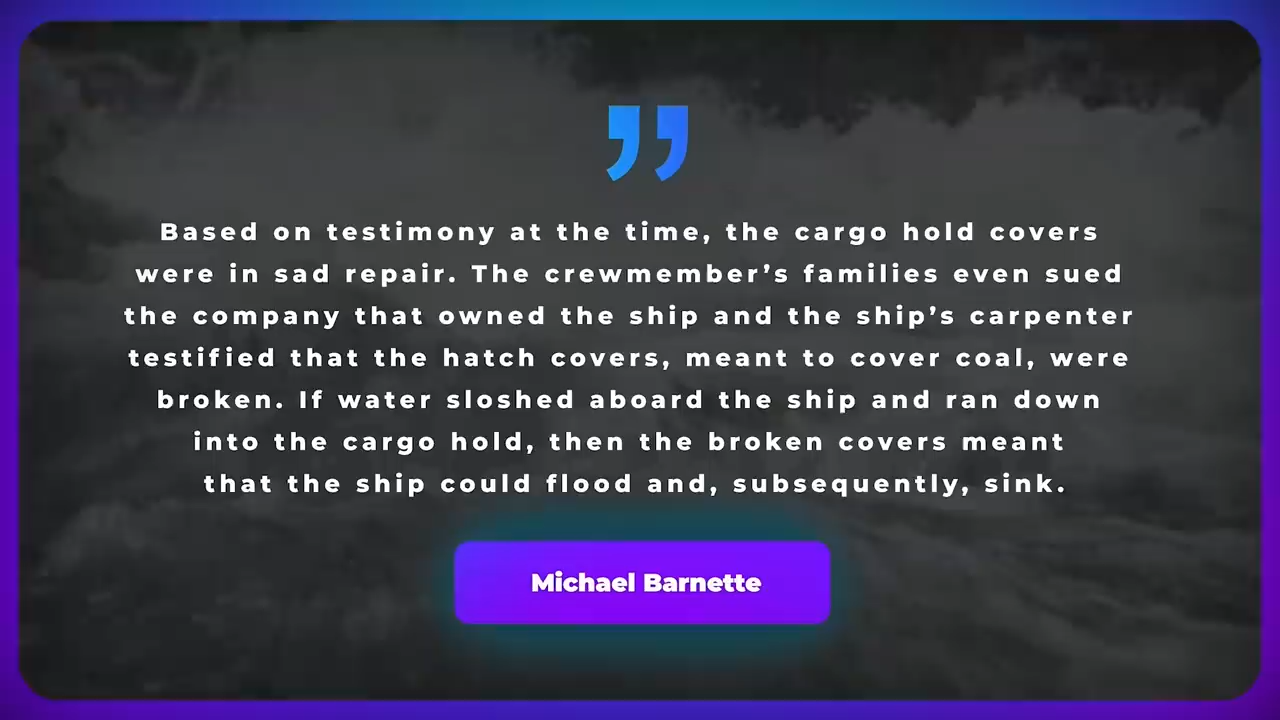 Based on testimony at the time, the cargo hold covers
were in sad repair. The crewmember’s families even sued
the company that owned the ship and the ship’s carpenter
testified that the hatch covers, meant to cover coal, were
broken. If water sloshed aboard the ship and ran down
into the cargo hold, then the broken covers meant
that the ship could flood and, subsequently, sink.
Michael Barnette